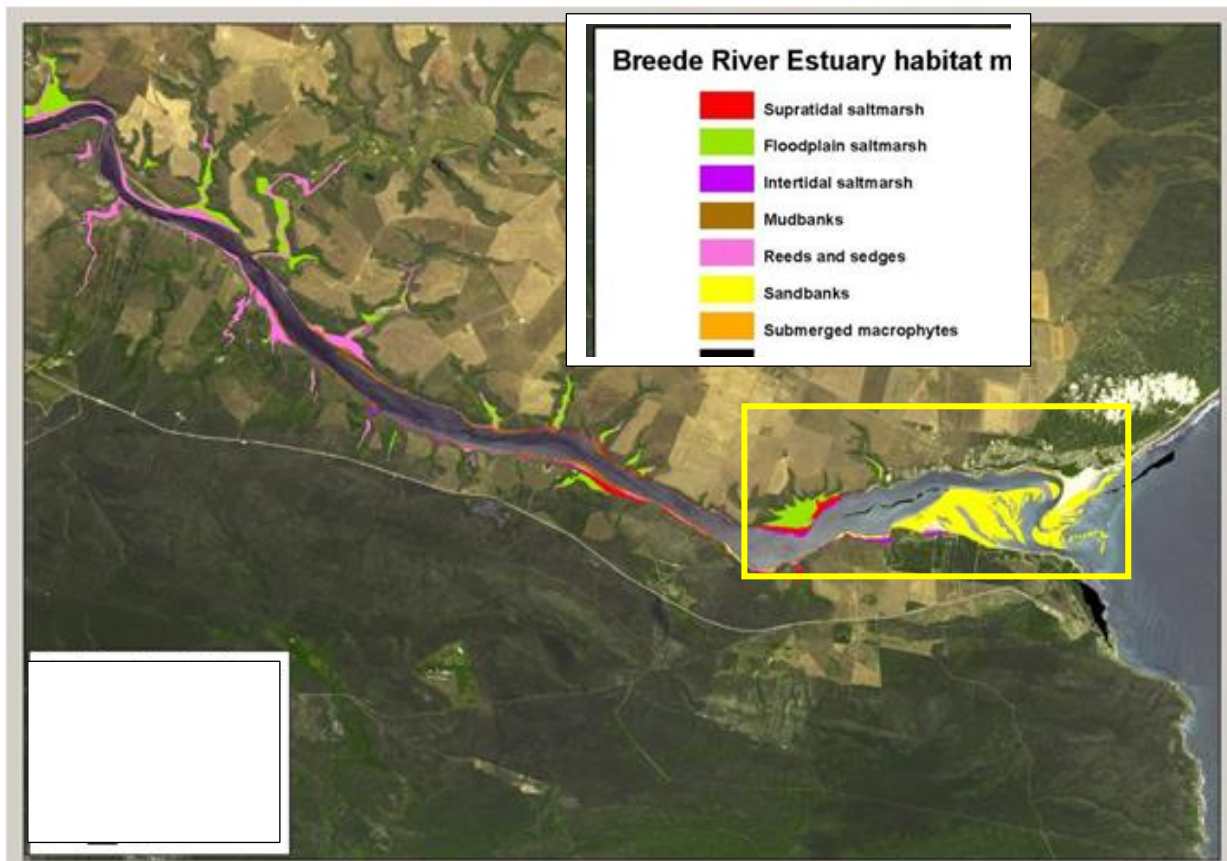 Breede River Estuary habitat m
Supratidal saltmarsh
Floodplain saltmarsh
Intertidal saltmarsh
Mudbanks
Reeds and sedges
Sandbanks
Submerged macrophytes